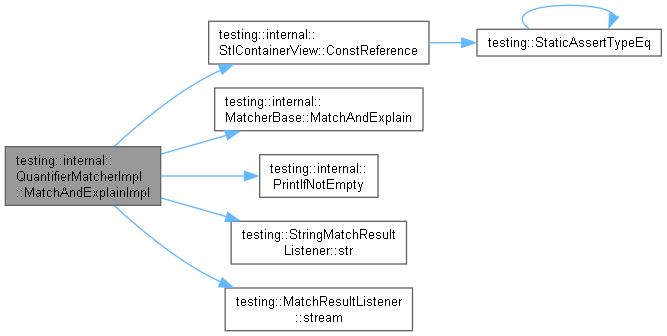 testing::internal::
QuantifierMatcherImpl
::MatchAndExplainImpl
testing::internal::
StlContainerView::ConstReference
testing::StaticAssertTypeEq
testing::internal::
MatcherBase::MatchAndExplain
testing::internal::
PrintIfNotEmpty
testing::StringMatchResult
Listener::str
testing::MatchResultListener
::stream